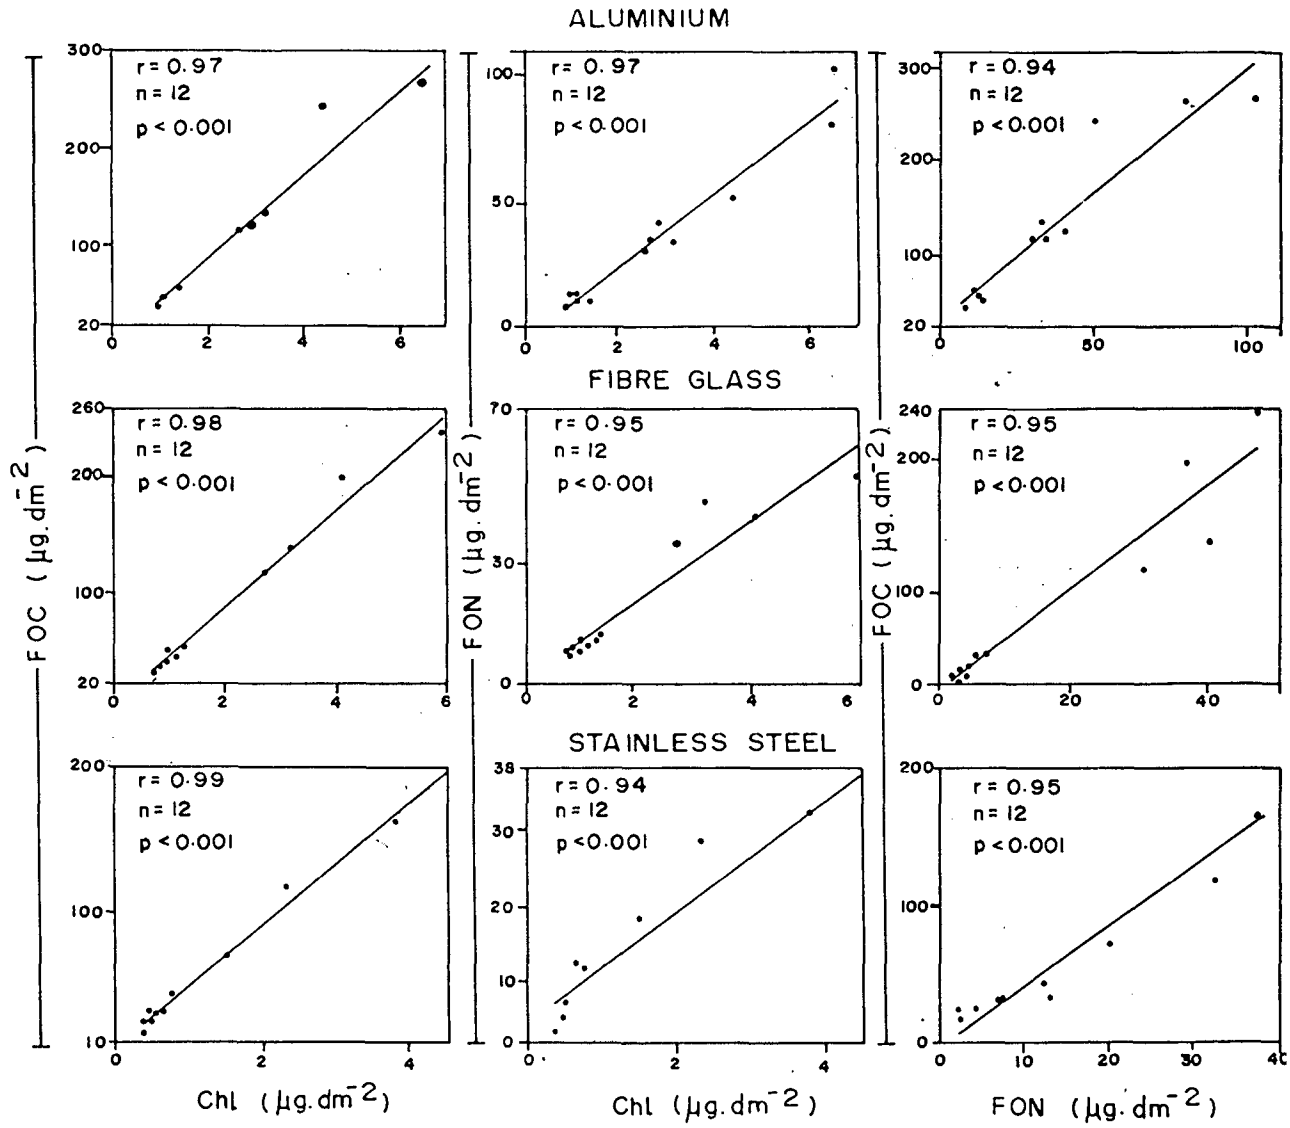 ALUMINIUM
FOC (µg.dm⁻²)
300
200
100
20
r = 0.97
n = 12
p < 0.001
0 2 4 6
FON (µg.dm⁻²)
100
50
0
r = 0.97
n = 12
p < 0.001
0 2 4 6
FOC (µg.dm⁻²)
300
200
100
20
r = 0.94
n = 12
p < 0.001
0 50 100
FIBRE GLASS
260
200
100
20
r = 0.98
n = 12
p < 0.001
0 2 4 6
70
30
0
r = 0.95
n = 12
p < 0.001
0 2 4 6
240
200
100
0
r = 0.95
n = 12
p < 0.001
0 20 40
STAINLESS STEEL
200
100
10
r = 0.99
n = 12
p < 0.001
0 2 4
38
30
20
10
0
r = 0.94
n = 12
p < 0.001
0 2 4
200
100
0
r = 0.95
n = 12
p < 0.001
0 10 20 30 40
Chl (µg.dm⁻²)
Chl (µg.dm⁻²)
FON (µg.dm⁻²)